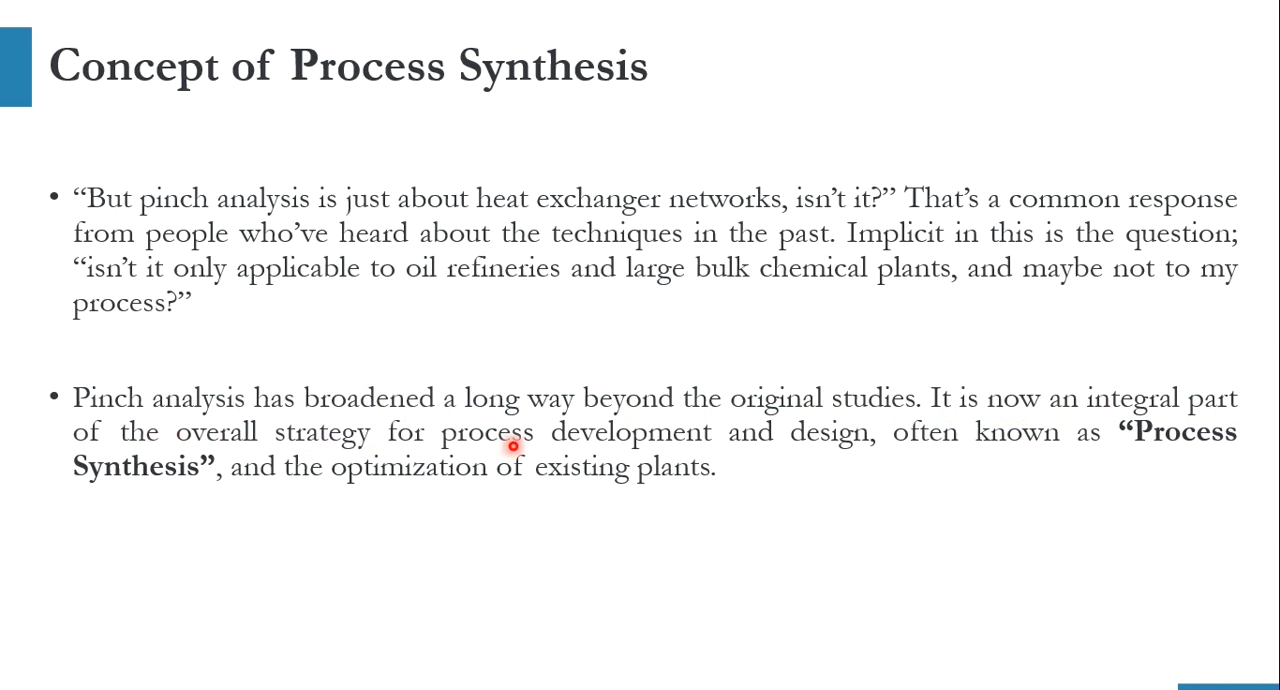 Concept of Process Synthesis
• “But pinch analysis is just about heat exchanger networks, isn’t it?” That’s a common response
from people who’ve heard about the techniques in the past. Implicit in this is the question;
“isn’t it only applicable to oil refineries and large bulk chemical plants, and maybe not to my
process?”
• Pinch analysis has broadened a long way beyond the original studies. It is now an integral part
of the overall strategy for process development and design, often known as “Process
Synthesis”, and the optimization of existing plants.